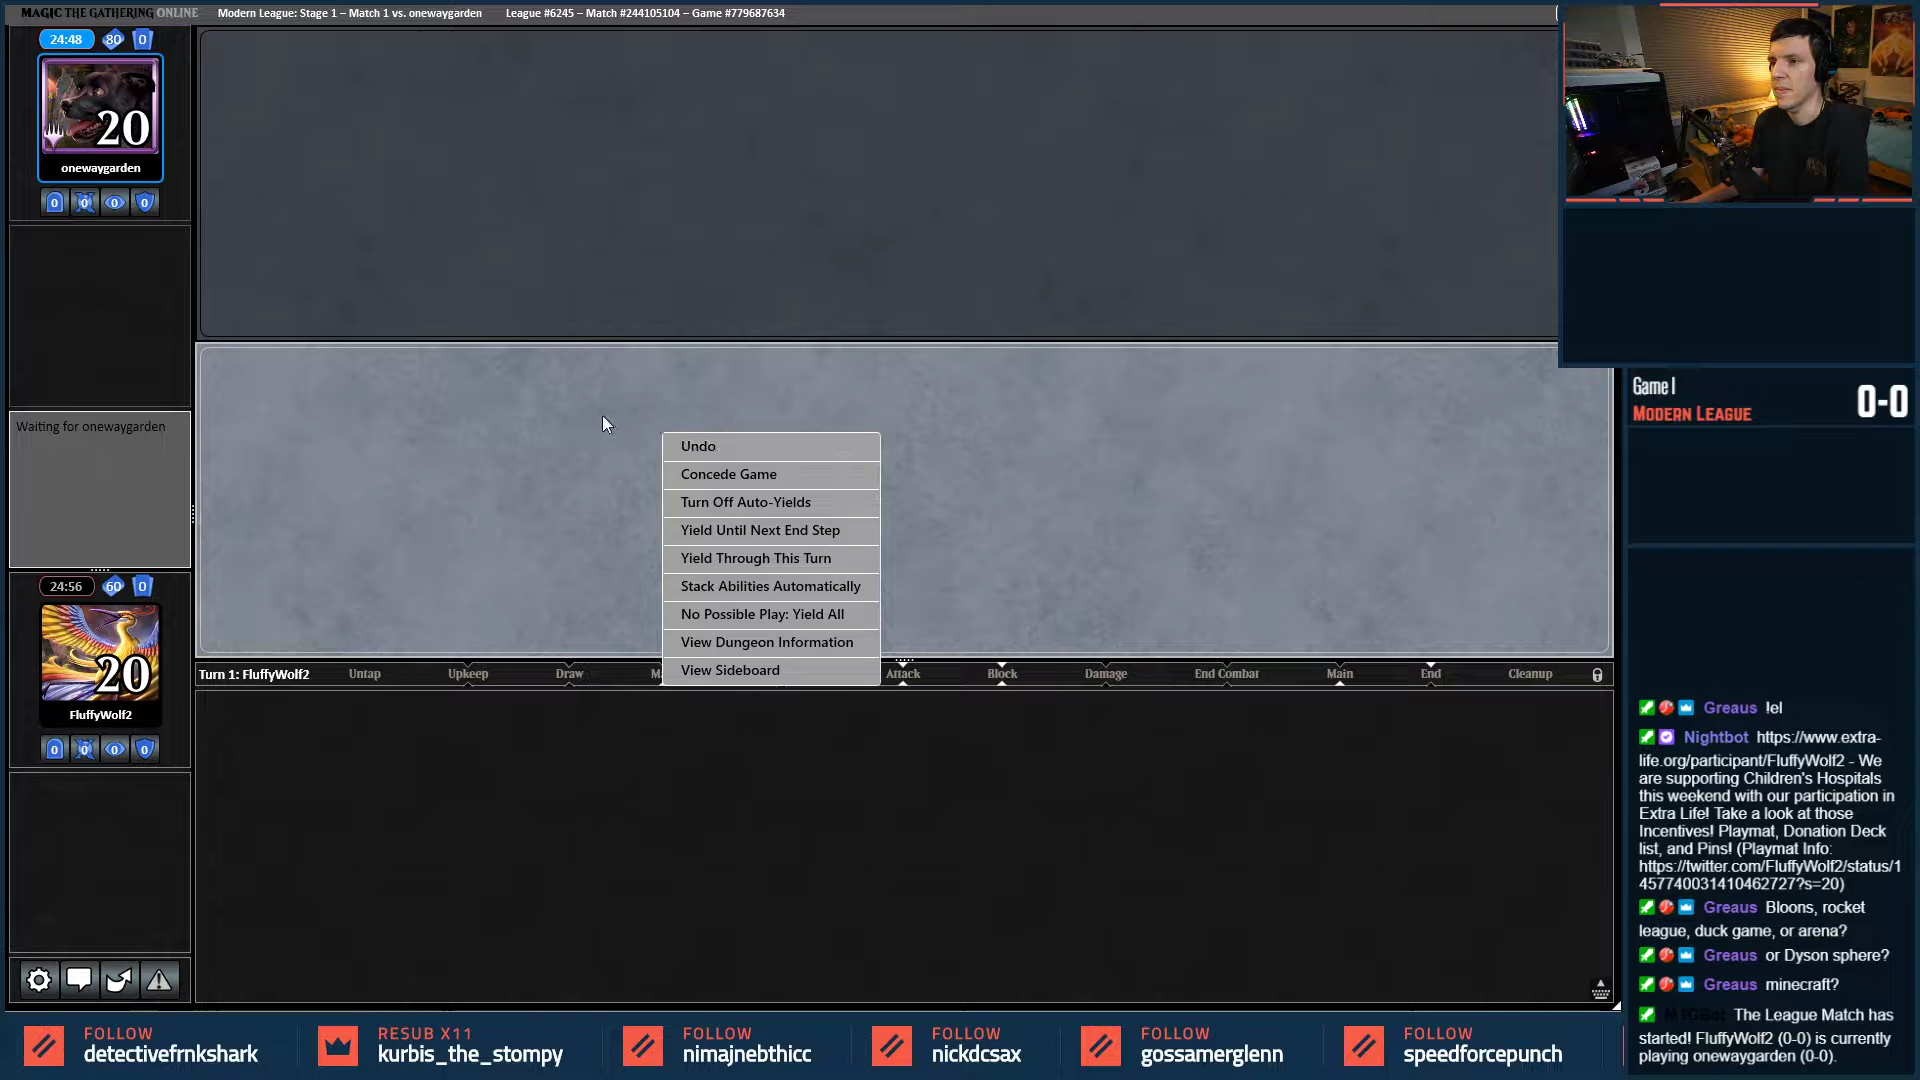 MAGIC THE GATHERING ONLINE
Modern League: Stage 1 – Match 1 vs. onewaygarden
League #6245 – Match #244105104 – Game #779687634
24:48
80
0
20
onewaygarden
0
0
0
0
Waiting for onewaygarden
24:56
60
0
20
FluffyWolf2
0
0
0
0
Undo
Concede Game
Turn Off Auto-Yields
Yield Until Next End Step
Yield Through This Turn
Stack Abilities Automatically
No Possible Play: Yield All
View Dungeon Information
View Sideboard
Turn 1: FluffyWolf2
Untap
Upkeep
Draw
Attack
Block
Damage
End Combat
Main
End
Cleanup
Game 1
MODERN LEAGUE
0-0
Greaus !el
Nightbot https://www.extra-
life.org/participant/FluffyWolf2 - We
are supporting Children's Hospitals
this weekend with our participation in
Extra Life! Take a look at those
Incentives! Playmat, Donation Deck
list, and Pins! (Playmat Info:
https://twitter.com/FluffyWolf2/status/1
457740031410462727?s=20)
Greaus Bloons, rocket
league, duck game, or arena?
Greaus or Dyson sphere?
Greaus minecraft?
MTGBot The League Match has
started! FluffyWolf2 (0-0) is currently
playing onewaygarden (0-0).
FOLLOW
detectivefrnkshark
RESUB X11
kurbis_the_stompy
FOLLOW
nimajnebthicc
FOLLOW
nickdcsax
FOLLOW
gossamerglenn
FOLLOW
speedforcepunch